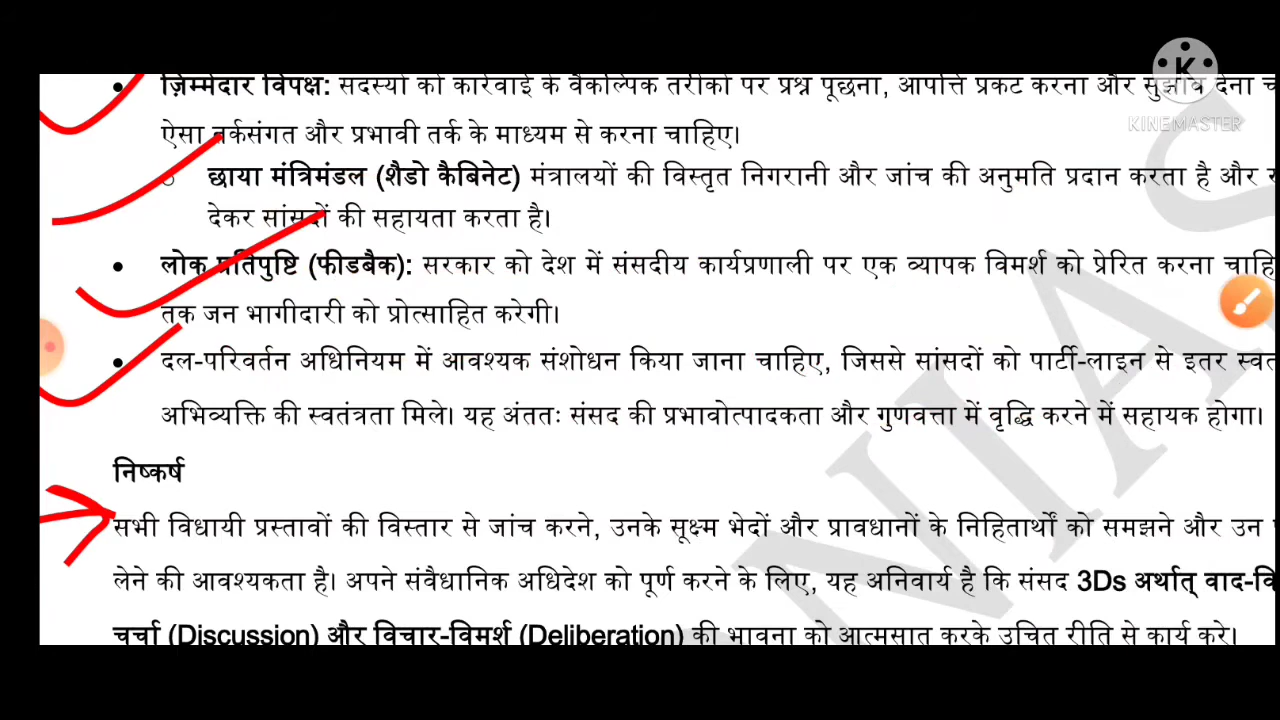 KINEMASTER
• ज़िम्मेदार विपक्ष: सदस्यों को कार्रवाई के वैकल्पिक तरीकों पर प्रश्न पूछना, आपत्ति प्रकट करना और सुझाव देना
ऐसा तर्कसंगत और प्रभावी तर्क के माध्यम से करना चाहिए।
छाया मंत्रिमंडल (शैडो कैबिनेट) मंत्रालयों की विस्तृत निगरानी और जांच की अनुमति प्रदान करता है और
देकर सांसदों की सहायता करता है।
• लोक प्रतिपुष्टि (फीडबैक): सरकार को देश में संसदीय कार्यप्रणाली पर एक व्यापक विमर्श को प्रेरित करना
तक जन भागीदारी को प्रोत्साहित करेगी।
• दल-परिवर्तन अधिनियम में आवश्यक संशोधन किया जाना चाहिए, जिससे सांसदों को पार्टी-लाइन से इतर
अभिव्यक्ति की स्वतंत्रता मिले। यह अंततः संसद की प्रभावोत्पादकता और गुणवत्ता में वृद्धि करने में सहायक होगा।
निष्कर्ष
सभी विधायी प्रस्तावों की विस्तार से जांच करने, उनके सूक्ष्म भेदों और प्रावधानों के निहितार्थों को समझने और उन
लेने की आवश्यकता है। अपने संवैधानिक अधिदेश को पूर्ण करने के लिए, यह अनिवार्य है कि संसद 3Ds अर्थात्
चर्चा (Discussion) और विचार-विमर्श (Deliberation) की भावना को आत्मसात करके उचित रीति से कार्य करे।